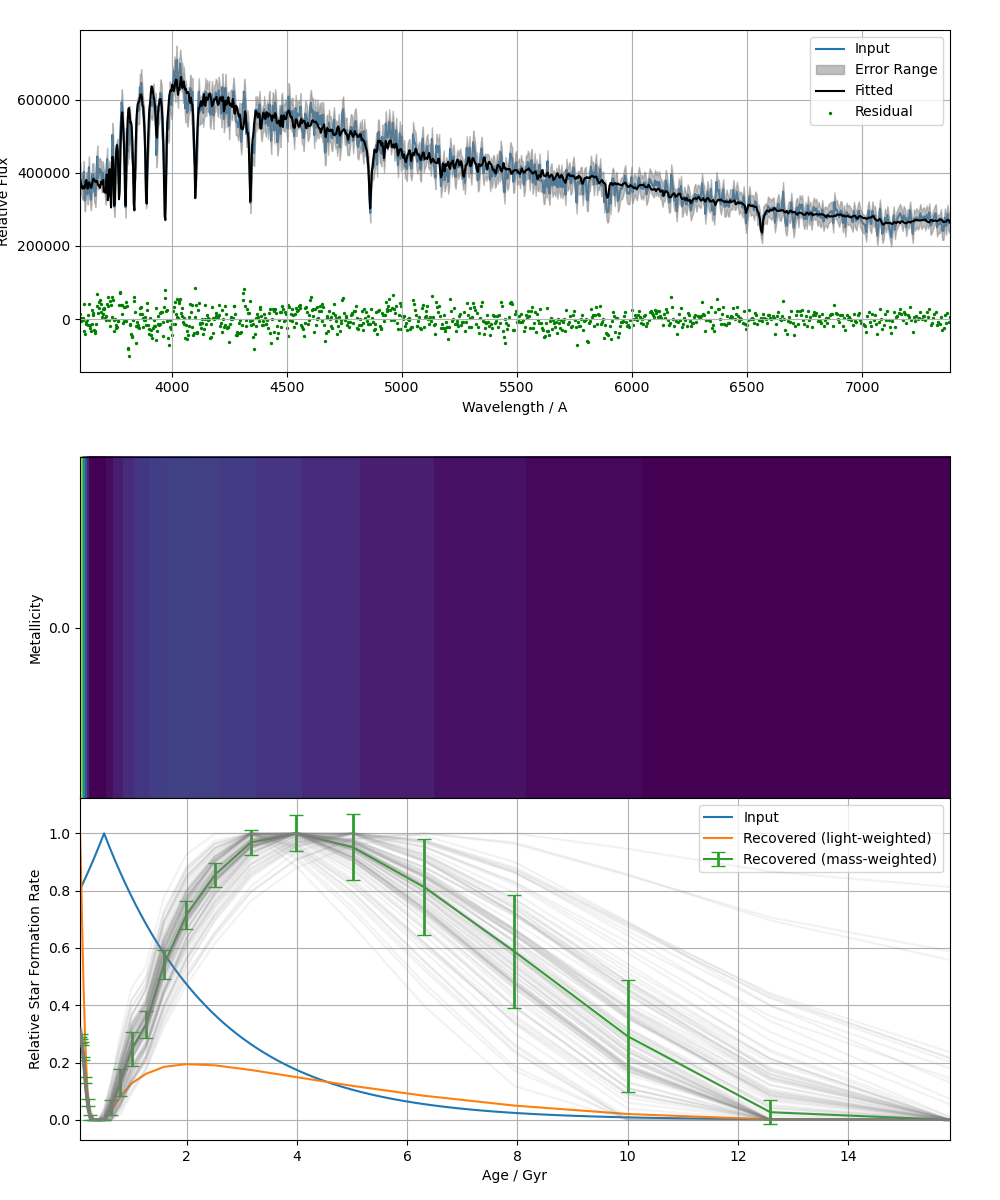 Relative Flux
600000
400000
200000
0
Input
Error Range
Fitted
Residual
4000 4500 5000 5500 6000 6500 7000
Wavelength / A
Metallicity
0.0
Relative Star Formation Rate
1.0
0.8
0.6
0.4
0.2
0.0
Input
Recovered (light-weighted)
Recovered (mass-weighted)
2 4 6 8 10 12 14
Age / Gyr